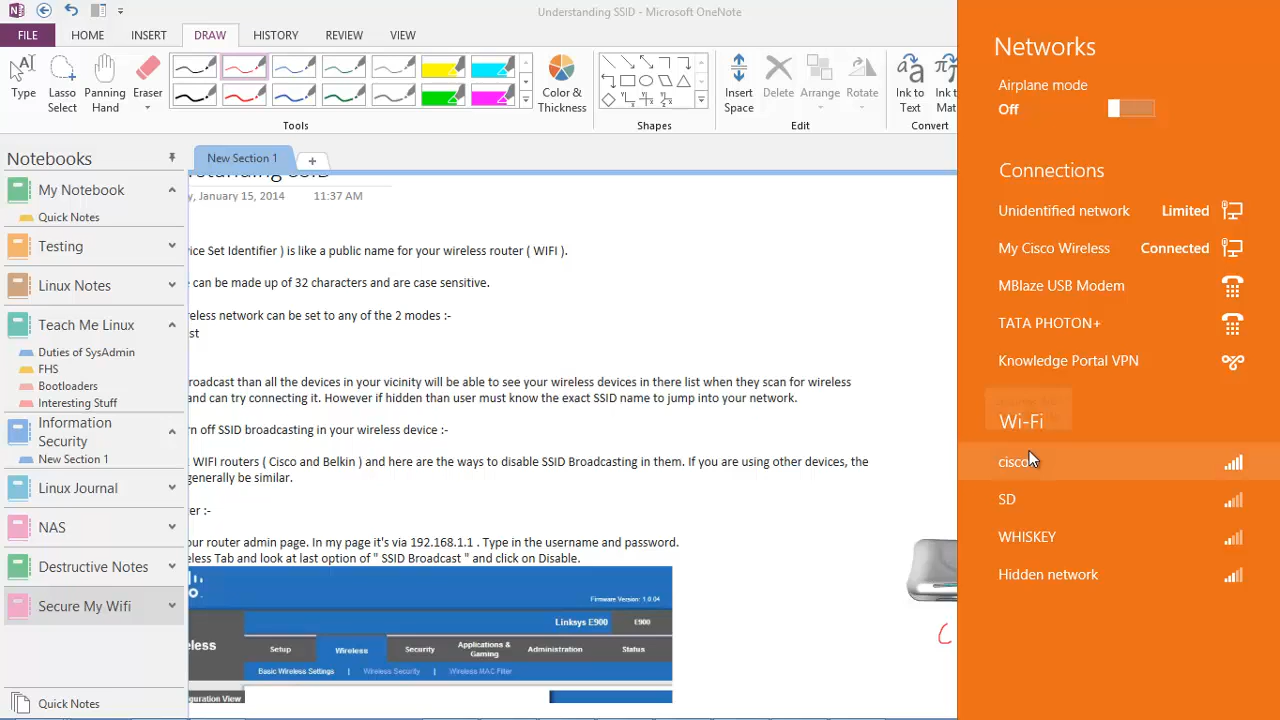 Understanding SSID - Microsoft OneNote
FILE HOME INSERT DRAW HISTORY REVIEW VIEW
Type
Lasso Select
Panning Hand
Eraser
Color & Thickness
Insert Space
Delete
Arrange
Rotate
Ink to Text
Ink to
Tools
Shapes
Edit
Convert
Notebooks
My Notebook
Quick Notes
Testing
Linux Notes
Teach Me Linux
Duties of SysAdmin
FHS
Bootloaders
Interesting Stuff
Information Security
New Section 1
Linux Journal
NAS
Destructive Notes
Secure My Wifi
Quick Notes
New Section 1
y, January 15, 2014 11:37 AM
ice Set Identifier ) is like a public name for your wireless router ( WIFI ).
can be made up of 32 characters and are case sensitive.
reless network can be set to any of the 2 modes :-
st
roadcast than all the devices in your vicinity will be able to see your wireless devices in there list when they scan for wireless
and can try connecting it. However if hidden than user must know the exact SSID name to jump into your network.
rn off SSID broadcasting in your wireless device :-
WIFI routers ( Cisco and Belkin ) and here are the ways to disable SSID Broadcasting in them. If you are using other devices, the
generally be similar.
er :-
our router admin page. In my page it's via 192.168.1.1 . Type in the username and password.
eless Tab and look at last option of " SSID Broadcast " and click on Disable.
Firmware Version: 1.0.04
Linksys E900 E900
eless
Setup Wireless Security Applications & Gaming Administration Status
Basic Wireless Settings | Wireless Security | Wireless MAC Filter
guration View
C
Networks
Airplane mode
Off
Connections
Unidentified network Limited
My Cisco Wireless Connected
MBlaze USB Modem
TATA PHOTON+
Knowledge Portal VPN
Wi-Fi
cisco
SD
WHISKEY
Hidden network